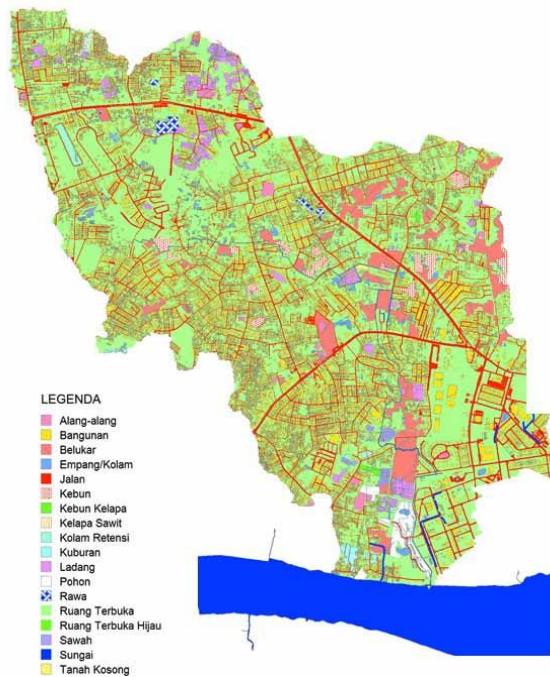 LEGENDA
Alang-alang
Bangunan
Belukar
Empang/Kolam
Jalan
Kebun
Kebun Kelapa
Kelapa Sawit
Kolam Retensi
Kuburan
Ladang
Pohon
Rawa
Ruang Terbuka
Ruang Terbuka Hijau
Sawah
Sungai
Tanah Kosong